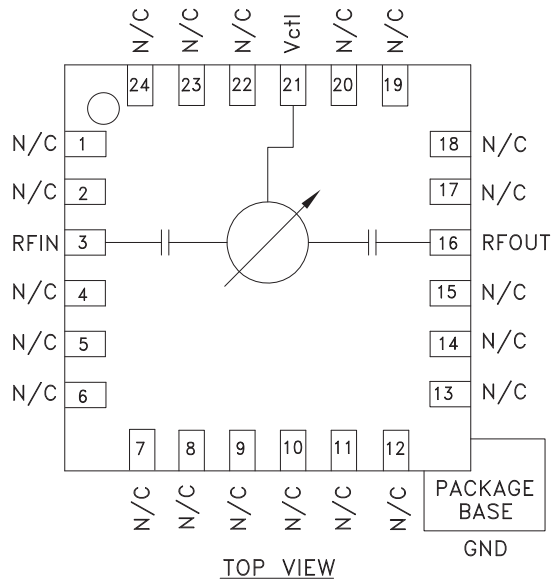 N/C N/C N/C Vctl N/C N/C
24 23 22 21 20 19
N/C 1 18 N/C
N/C 2 17 N/C
RFIN 3 16 RFOUT
N/C 4 15 N/C
N/C 5 14 N/C
N/C 6 13 N/C
7 8 9 10 11 12
N/C N/C N/C N/C N/C N/C
PACKAGE
BASE
GND
TOP VIEW